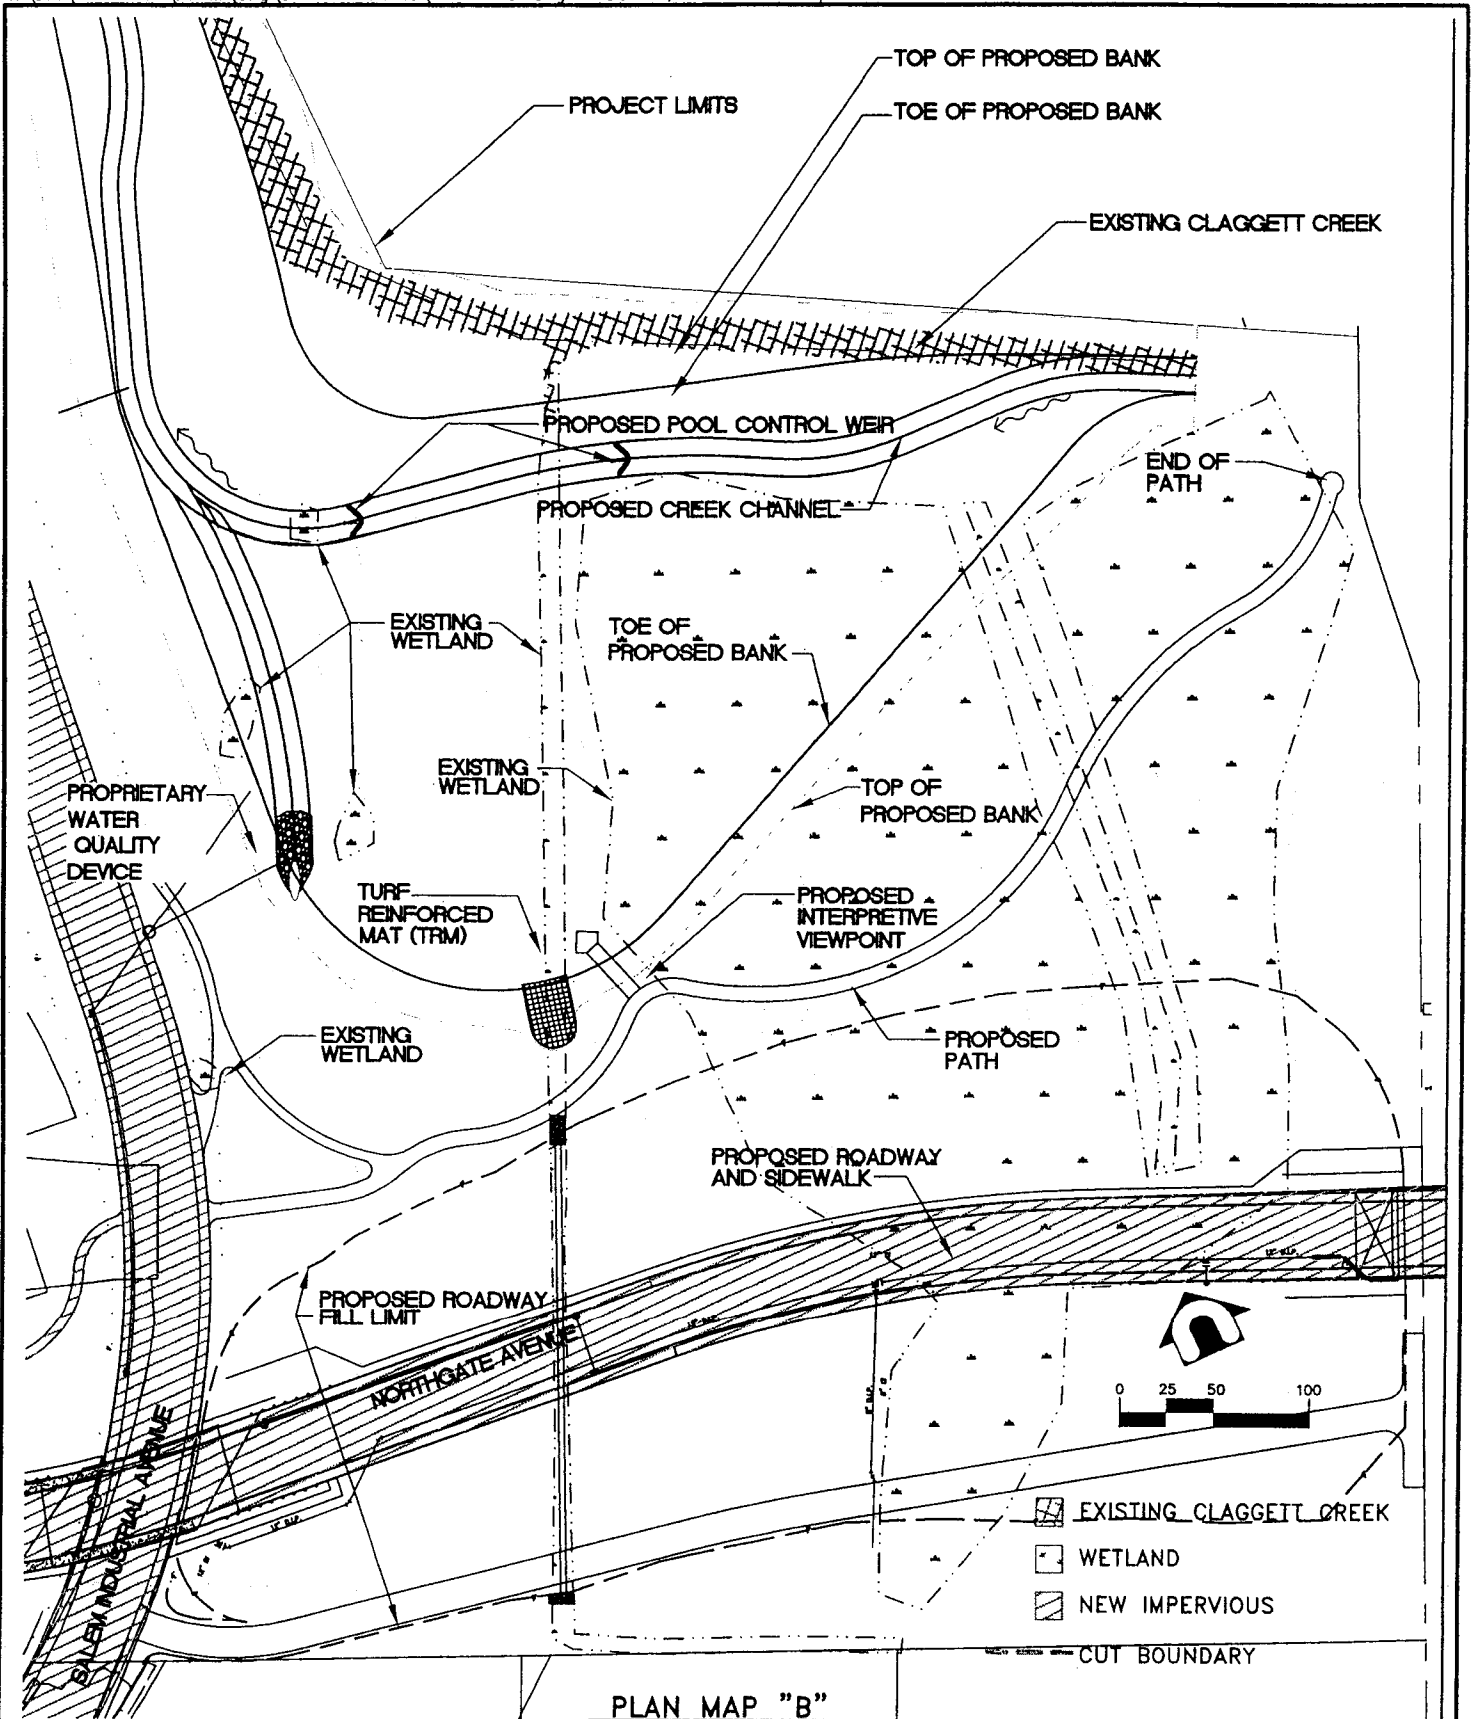 TOP OF PROPOSED BANK
PROJECT LIMITS
TOE OF PROPOSED BANK
EXISTING CLAGGETT CREEK
PROPOSED POOL CONTROL WEIR
END OF
PATH
PROPOSED CREEK CHANNEL
EXISTING
WETLAND
TOE OF
PROPOSED BANK
EXISTING
WETLAND
TOP OF
PROPOSED BANK
PROPRIETARY
WATER
QUALITY
DEVICE
TURF
REINFORCED
MAT (TRM)
PROPOSED
INTERPRETIVE
VIEWPOINT
EXISTING
WETLAND
PROPOSED
PATH
PROPOSED ROADWAY
AND SIDEWALK
PROPOSED ROADWAY
FILL LIMIT
NORTHGATE AVENUE
SALEM INDUSTRIAL AVENUE
0 25 50 100
EXISTING CLAGGETT CREEK
WETLAND
NEW IMPERVIOUS
CUT BOUNDARY
PLAN MAP "B"